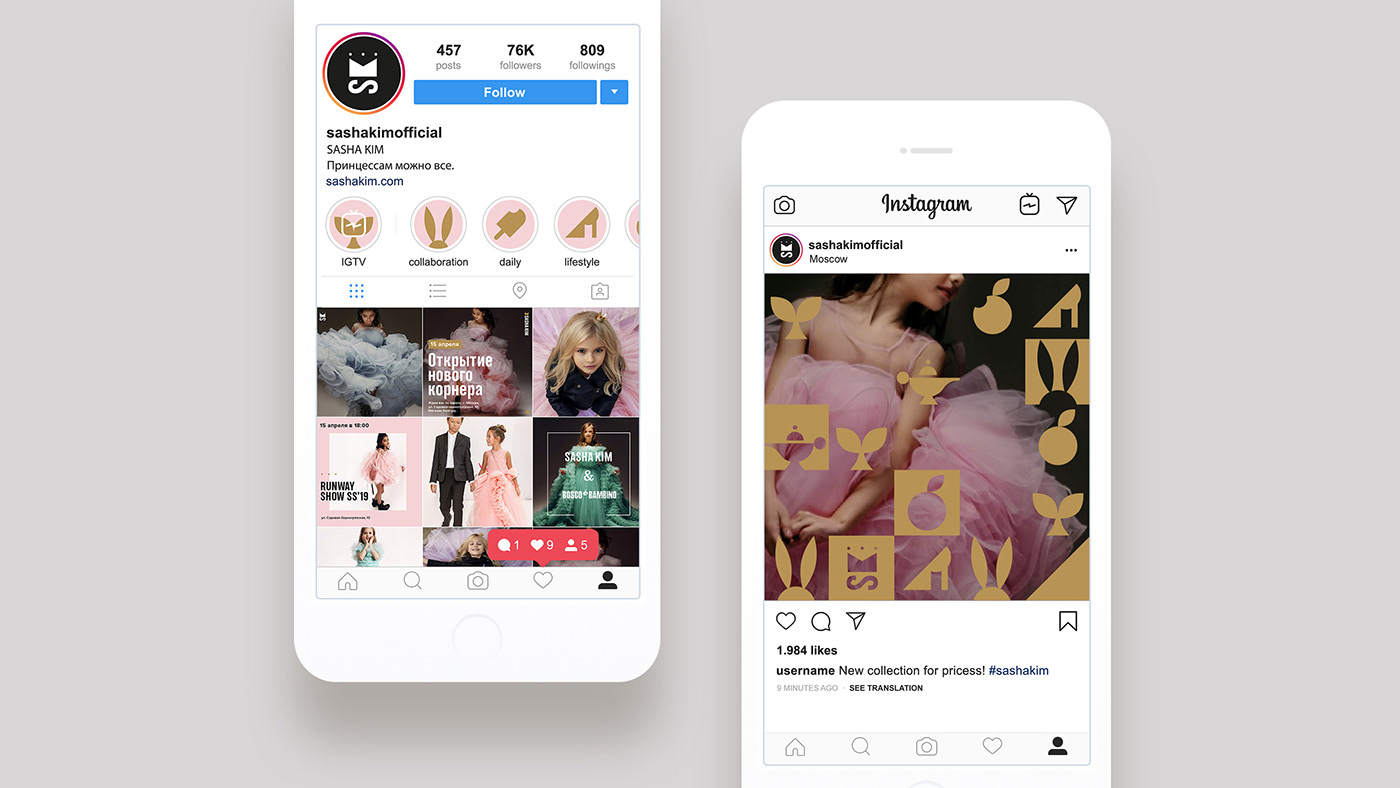 457
76K
809
posts
followers
followings
Follow
sashakimofficial
SASHA KIM
Принцессам можно все.
sashakim.com
IGTV
collaboration
daily
lifestyle
SASHA KIM
15 апреля
Открытие
нового
корнера
15 апреля в 18:00
RUNWAY
SHOW SS'19
SASHA KIM
&
BOSCO BAMBINO
1 9 5
Instagram
sashakimofficial
Moscow
1.984 likes
username New collection for pricess! #sashakim
9 MINUTES AGO · SEE TRANSLATION